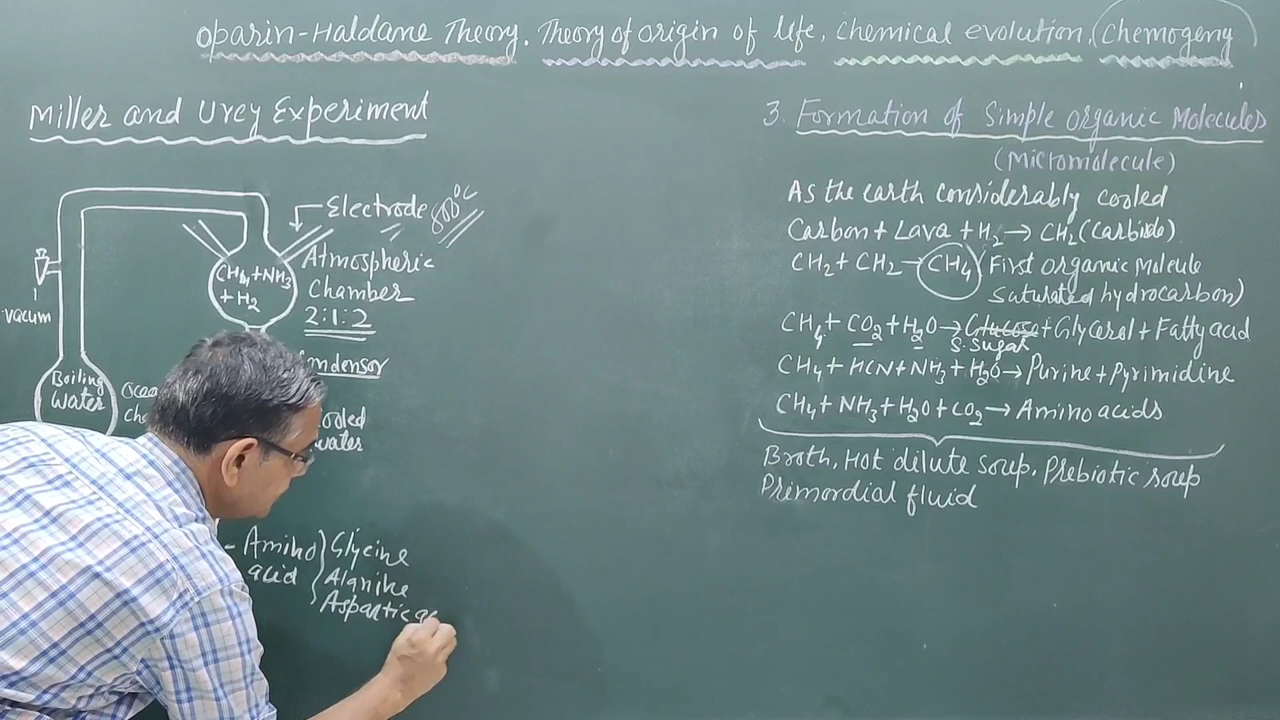 Oparin-Haldane Theory. Theory of origin of life, Chemical evolution, Chemogeny
Miller and Urey Experiment
Electrode 800°C
CH4+NH3
+H2
Atmospheric
Chamber
2:1:2
vacum
Boiling
Water
3. Formation of Simple Organic Molecules
(Micromolecule)
As the earth considerably cooled
Carbon + Lava + H2 → CH2 (Carbide)
CH2 + CH2 → CH4 (First organic Molecule
Saturated hydrocarbon)
CH4 + CO2 + H2O → Glucose + Glycerol + Fatty acid
S. Sugar
CH4 + HCN + NH3 + H2O → Purine + Pyrimidine
CH4 + NH3 + H2O + CO2 → Amino acids
Broth, Hot dilute soup, Prebiotic soup
Primordial fluid
- Amino
acid
Glycine
Alanine
Aspartic